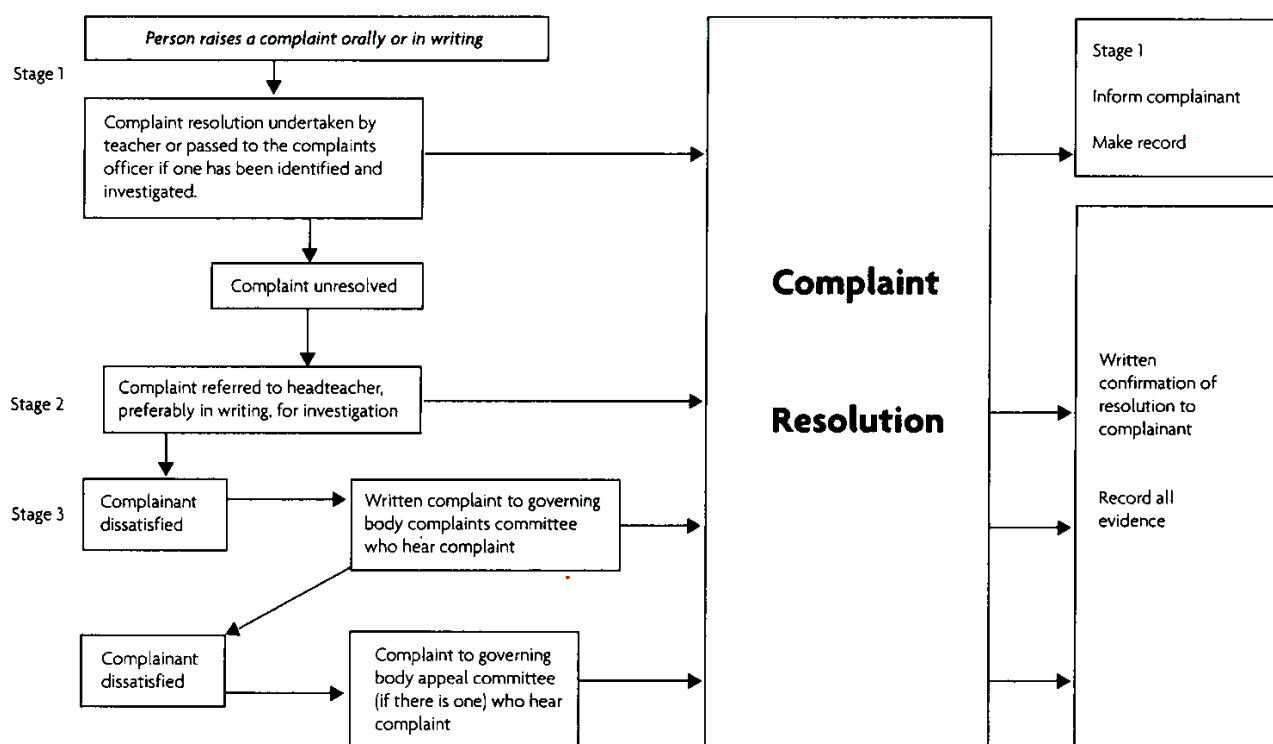 Person raises a complaint orally or in writing
Stage 1
Complaint resolution undertaken by
teacher or passed to the complaints
officer if one has been identified and
investigated.
Complaint unresolved
Stage 2
Complaint referred to headteacher,
preferably in writing, for investigation
Stage 3
Complainant
dissatisfied
Written complaint to governing
body complaints committee
who hear complaint
Complainant
dissatisfied
Complaint to governing
body appeal committee
(if there is one) who hear
complaint
Complaint
Resolution
Stage 1
Inform complainant
Make record
Written
confirmation of
resolution to
complainant
Record all
evidence